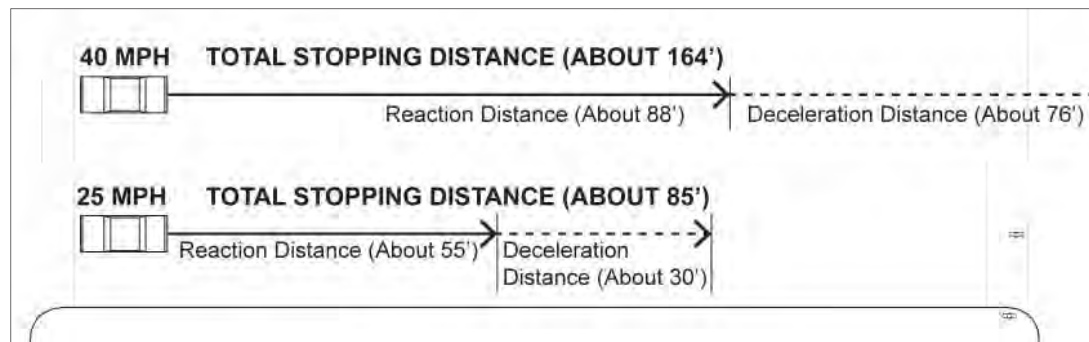 40 MPH TOTAL STOPPING DISTANCE (ABOUT 164’)
Reaction Distance (About 88’) Deceleration Distance (About 76’)
25 MPH TOTAL STOPPING DISTANCE (ABOUT 85’)
Reaction Distance (About 55’) Deceleration
Distance (About 30’)